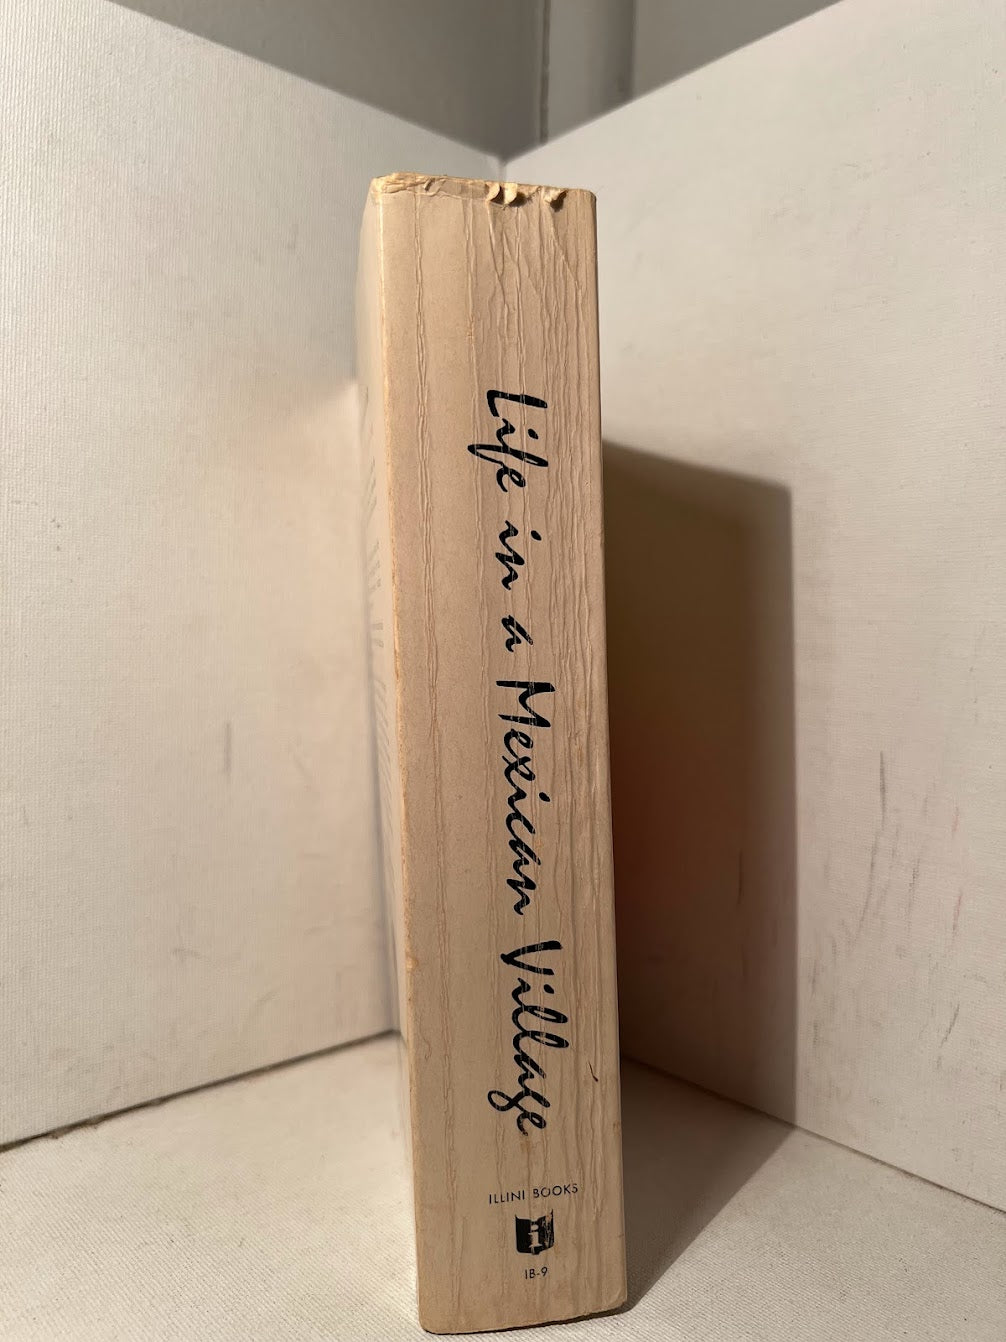 Life in a Mexican Village
ILLINI BOOKS
i
IB-9